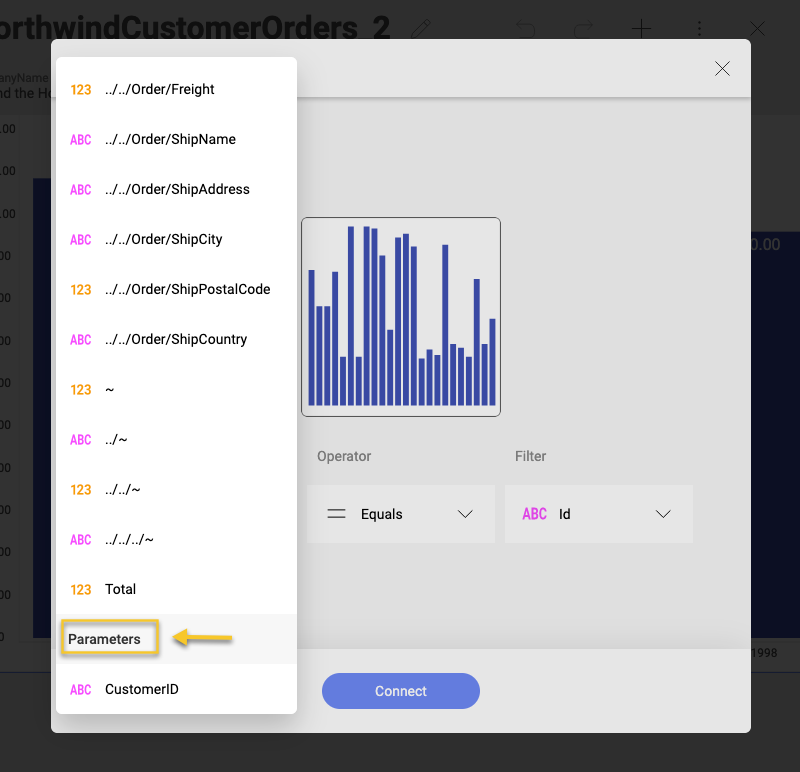 orthwindCustomerOrders_2
anyName
nd the Ho
123 ../../Order/Freight
ABC ../../Order/ShipName
ABC ../../Order/ShipAddress
ABC ../../Order/ShipCity
123 ../../Order/ShipPostalCode
ABC ../../Order/ShipCountry
123 ~
ABC ../~
123 ../../~
ABC ../../../~
123 Total
Parameters
ABC CustomerID
Operator
Filter
Equals
ABC Id
Connect
.00
.00
.00
00
00
00
00
00
00
00
00
00
0
0.00
1998